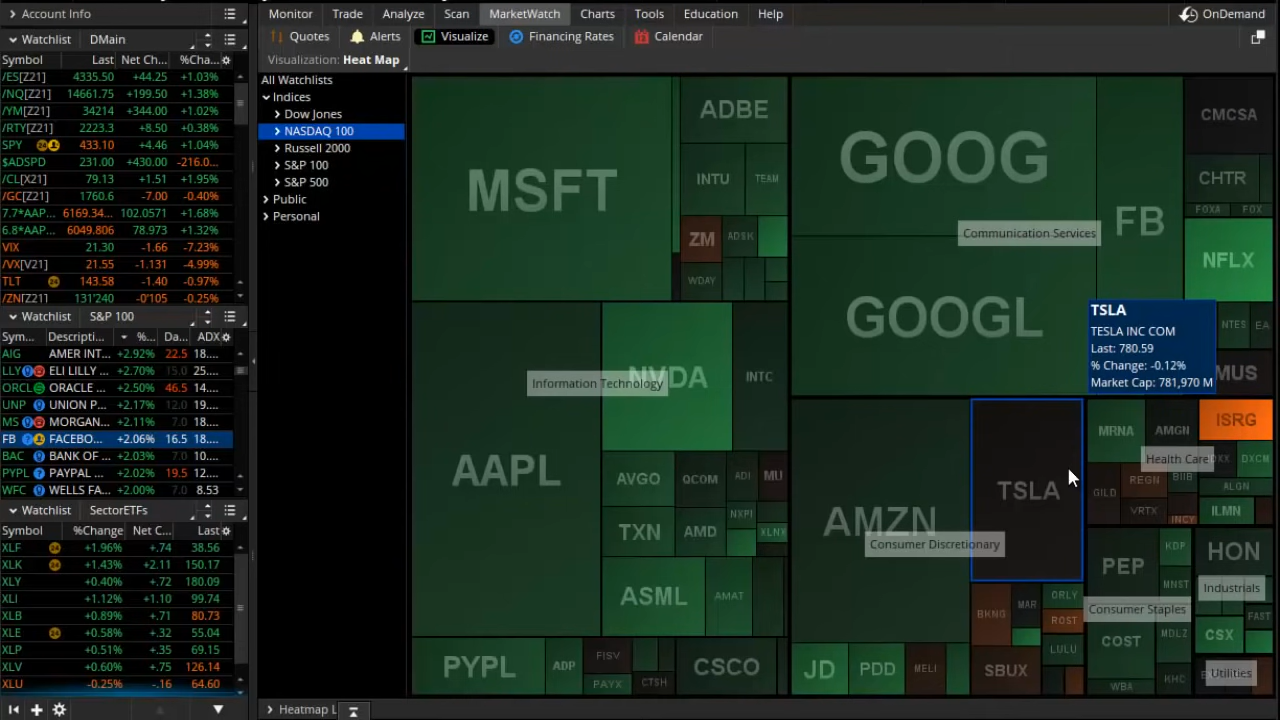 Account Info
Monitor Trade Analyze Scan MarketWatch Charts Tools Education Help OnDemand
Watchlist DMain
Quotes Alerts Visualize Financing Rates Calendar
Visualization: Heat Map
Symbol Last Net Ch... %Cha...
/ES[Z21] 4335.50 +44.25 +1.03%
/NQ[Z21] 14661.75 +199.50 +1.38%
/YM[Z21] 34214 +344.00 +1.02%
/RTY[Z21] 2223.3 +8.50 +0.38%
SPY 24 433.10 +4.46 +1.04%
$ADSPD 231.00 +430.00 -216.0...
/CL[X21] 79.13 +1.51 +1.95%
/GC[Z21] 1760.6 -7.00 -0.40%
7.7*AAP... 6169.34... 102.0571 +1.68%
6.8*AAP... 6049.806 78.973 +1.32%
VIX 21.30 -1.66 -7.23%
/VX[V21] 21.55 -1.131 -4.99%
TLT 24 143.58 -1.40 -0.97%
/ZN[Z21] 131'240 -0'105 -0.25%
Watchlist S&P 100
Sym... Descripti... %... Da... ADX
AIG AMER INT... +2.92% 22.5 18....
LLY ELI LILLY ... +2.70% 15.0 25....
ORCL ORACLE ... +2.50% 46.5 14....
UNP UNION P... +2.17% 12.0 19....
MS MORGAN... +2.11% 7.0 18....
FB FACEBO... +2.06% 16.5 18....
BAC BANK OF ... +2.03% 7.0 10....
PYPL PAYPAL ... +2.02% 19.5 12....
WFC WELLS FA... +2.00% 7.0 8.53
Watchlist SectorETFs
Symbol %Change Net C... Last
XLF 24 +1.96% +.74 38.56
XLK 24 +1.43% +2.11 150.17
XLY +0.40% +.72 180.09
XLI +1.12% +1.10 99.74
XLB +0.89% +.71 80.73
XLE 24 +0.58% +.32 55.04
XLP +0.51% +.35 69.15
XLV +0.60% +.75 126.14
XLU -0.25% -.16 64.60
All Watchlists
Indices
Dow Jones
NASDAQ 100
Russell 2000
S&P 100
S&P 500
Public
Personal
MSFT
ADBE
INTU TEAM
ZM ADSK
WDAY
Information Technology
NVDA INTC
AAPL
AVGO QCOM ADI MU
TXN AMD NXPI XLNX
ASML AMAT
PYPL ADP FISV CSCO
PAYX CTSH
GOOG
Communication Services
GOOGL
FB
CMCSA
CHTR
FOXA FOX
NFLX
NTES EA
MUS
TSLA
TESLA INC COM
Last: 780.59
% Change: -0.12%
Market Cap: 781,970 M
AMZN
TSLA
Consumer Discretionary
JD PDD MELI
BKNG MAR ORLY
ROST
LULU
SBUX
MRNA AMGN ISRG
Health Care DXCM
GILD REGN BIIB ALGN
VRTX INCY ILMN
PEP KDP
MNST
Consumer Staples
COST MDLZ
WBA KHC
HON
Industrials
FAST
CSX
Utilities
Heatmap L